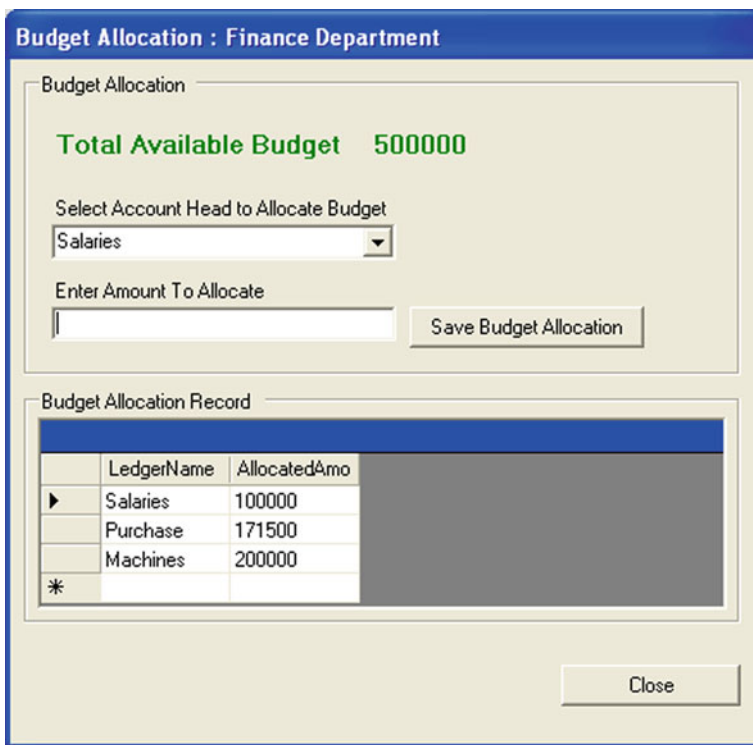 Budget Allocation : Finance Department
Budget Allocation
Total Available Budget 500000
Select Account Head to Allocate Budget
Salaries
Enter Amount To Allocate
Save Budget Allocation
Budget Allocation Record
LedgerName AllocatedAmo
Salaries 100000
Purchase 171500
Machines 200000
Close